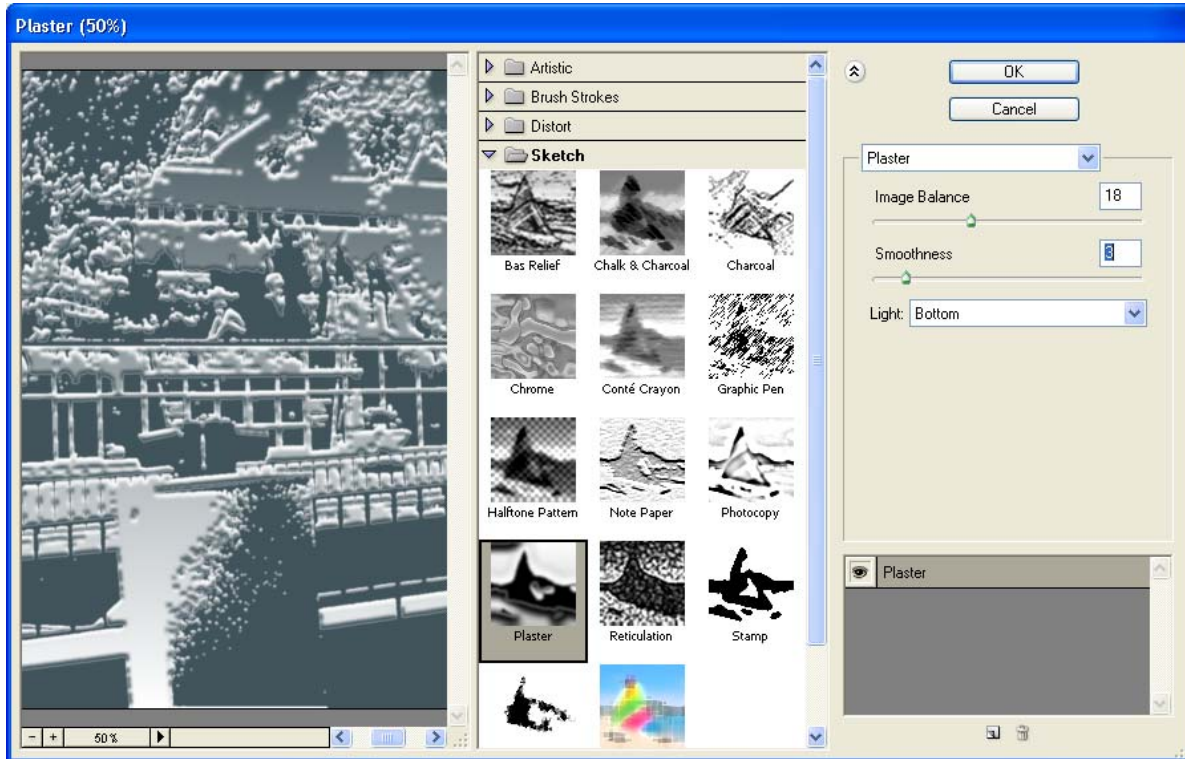 Plaster (50%)
Artistic
Brush Strokes
Distort
Sketch
Bas Relief
Chalk & Charcoal
Charcoal
Chrome
Conté Crayon
Graphic Pen
Halftone Pattern
Note Paper
Photocopy
Plaster
Reticulation
Stamp
- + 50%
OK
Cancel
Plaster
Image Balance 18
Smoothness 3
Light: Bottom
Plaster